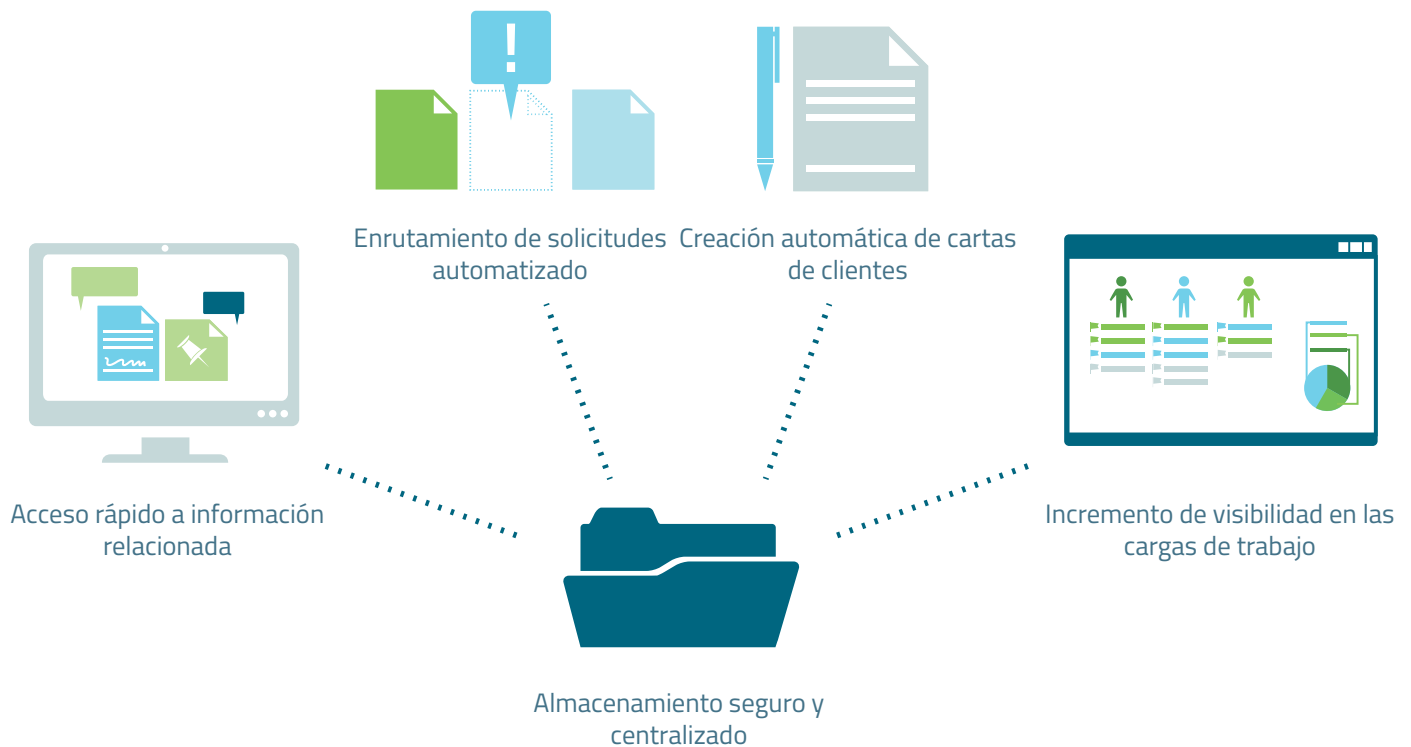 !
Enrutamiento de solicitudes
automatizado
Creación automática de cartas
de clientes
Acceso rápido a información
relacionada
Incremento de visibilidad en las
cargas de trabajo
Almacenamiento seguro y
centralizado